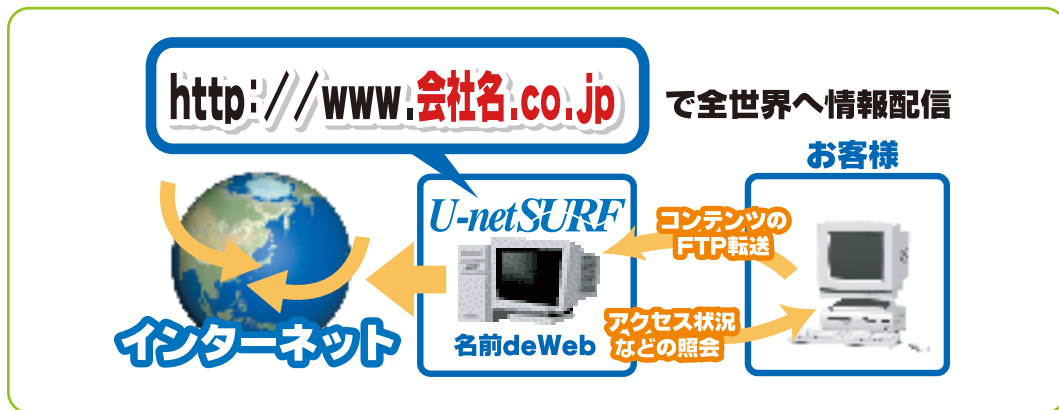 http://www.会社名.co.jp で全世界へ情報配信
お客様
U-netSURF
コンテンツの
FTP転送
インターネット
名前deWeb
アクセス状況
などの照会